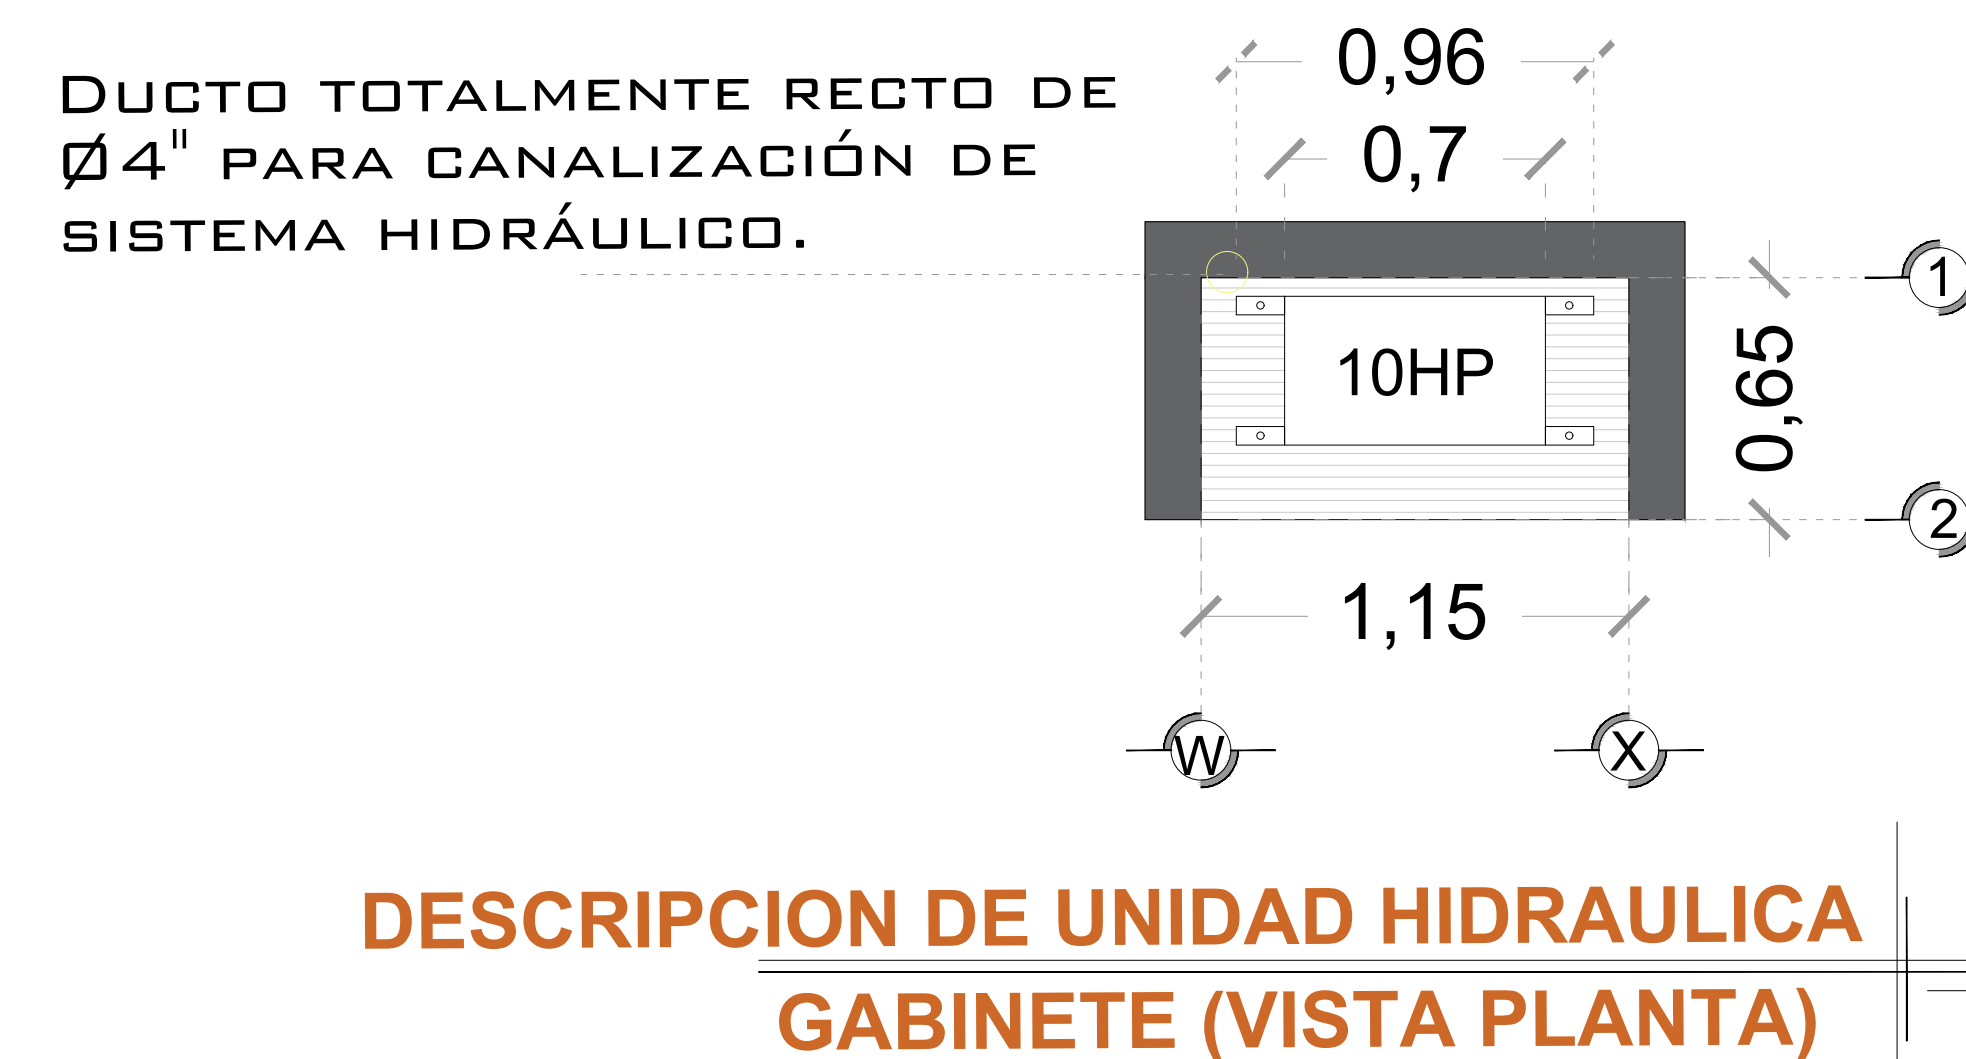 Ducto totalmente recto de
Ø4" para canalización de
sistema hidráulico.
0,96
0,7
10HP
1
0,65
2
1,15
W
X
DESCRIPCION DE UNIDAD HIDRAULICA
GABINETE (VISTA PLANTA)